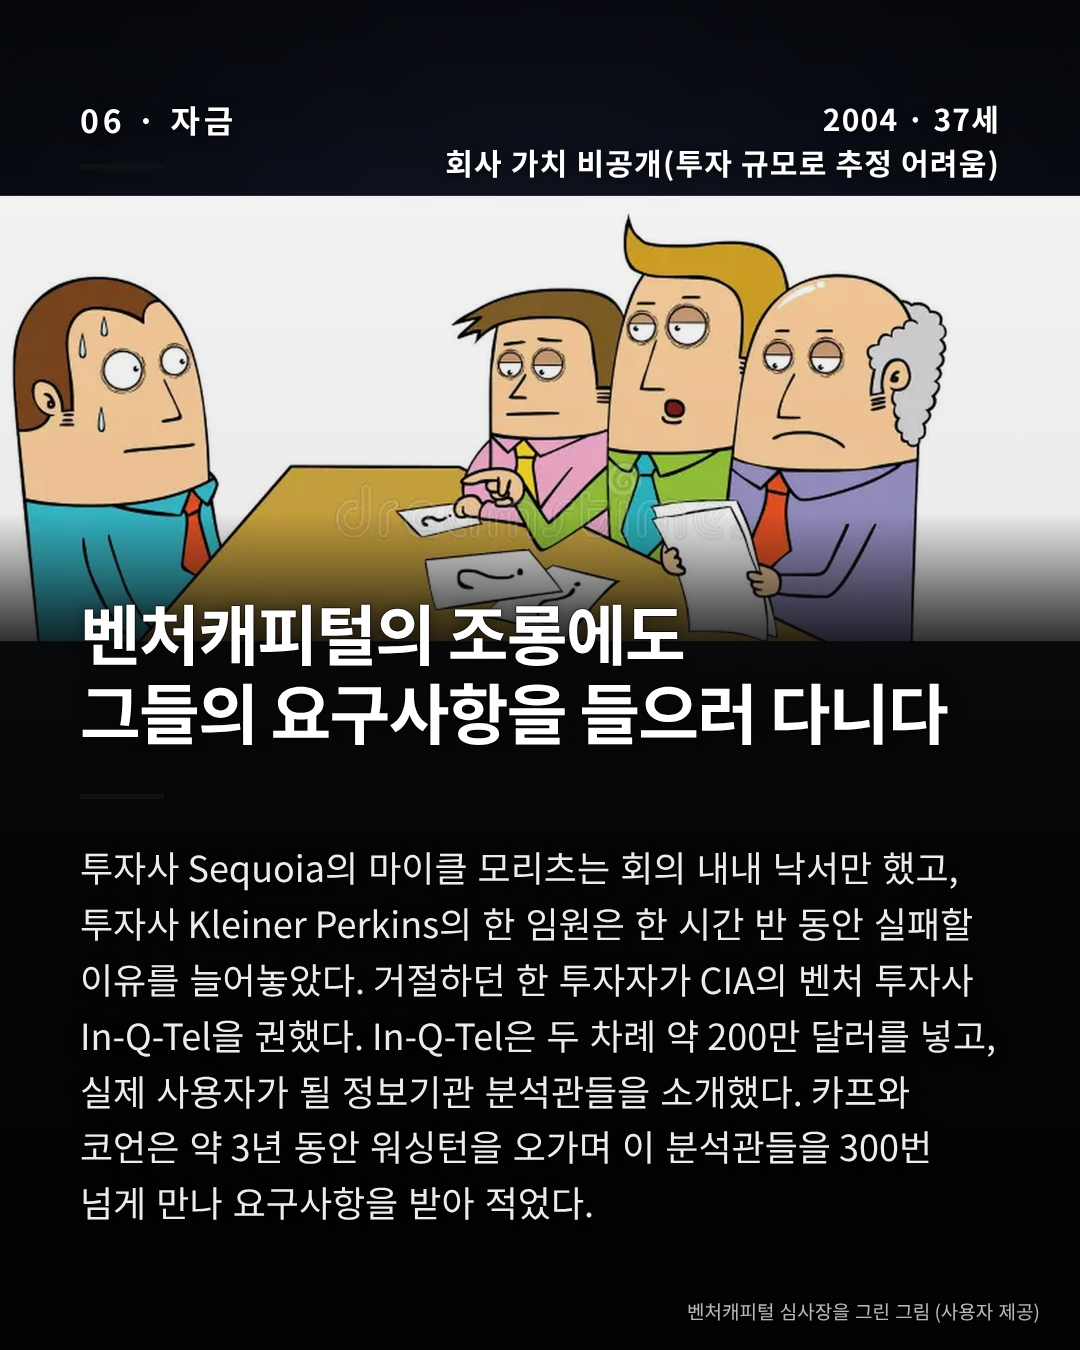 06 · 자금
2004 · 37세
회사 가치 비공개(투자 규모로 추정 어려움)
dreamstime
벤처캐피털의 조롱에도
그들의 요구사항을 들으러 다니다
투자사 Sequoia의 마이클 모리츠는 회의 내내 낙서만 했고,
투자사 Kleiner Perkins의 한 임원은 한 시간 반 동안 실패할
이유를 늘어놓았다. 거절하던 한 투자자가 CIA의 벤처 투자사
In-Q-Tel을 권했다. In-Q-Tel은 두 차례 약 200만 달러를 넣고,
실제 사용자가 될 정보기관 분석관들을 소개했다. 카프와
코언은 약 3년 동안 워싱턴을 오가며 이 분석관들을 300번
넘게 만나 요구사항을 받아 적었다.
벤처캐피털 심사장을 그린 그림 (사용자 제공)